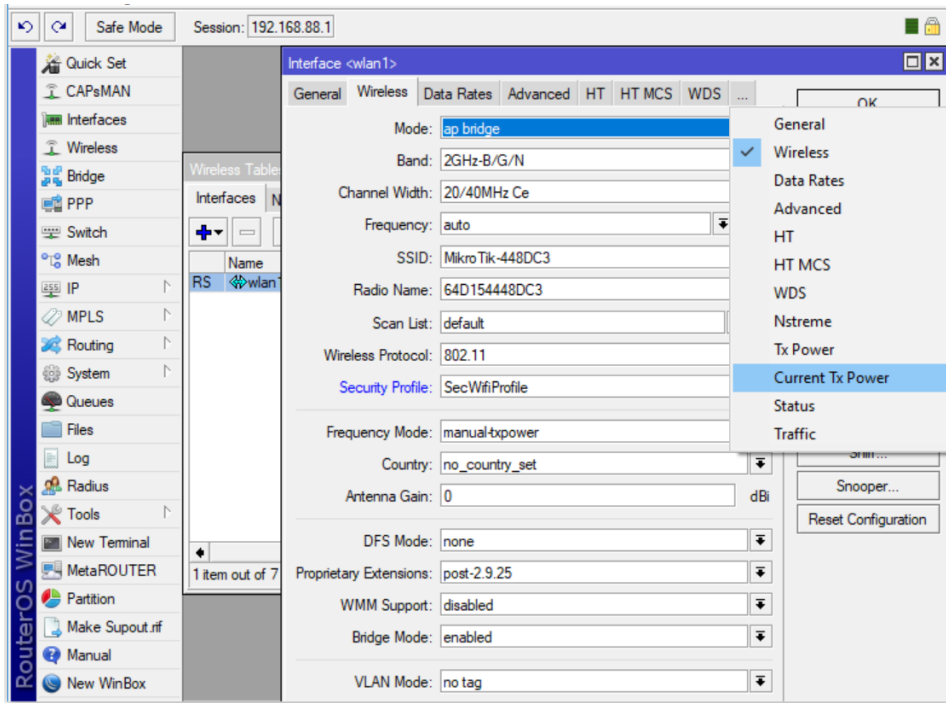 Safe Mode
Session: 192.168.88.1
RouterOS WinBox
Quick Set
CAPsMAN
Interfaces
Wireless
Bridge
PPP
Switch
Mesh
IP
MPLS
Routing
System
Queues
Files
Log
Radius
Tools
New Terminal
MetaROUTER
Partition
Make Supout.rif
Manual
New WinBox
Wireless Table
Interfaces
Name
RS wlan1
1 item out of 7
Interface <wlan1>
General Wireless Data Rates Advanced HT HT MCS WDS ...
Mode: ap bridge
Band: 2GHz-B/G/N
Channel Width: 20/40MHz Ce
Frequency: auto
SSID: MikroTik-448DC3
Radio Name: 64D154448DC3
Scan List: default
Wireless Protocol: 802.11
Security Profile: SecWifiProfile
Frequency Mode: manual-txpower
Country: no_country_set
Antenna Gain: 0 dBi
DFS Mode: none
Proprietary Extensions: post-2.9.25
WMM Support: disabled
Bridge Mode: enabled
VLAN Mode: no tag
OK
General
Wireless
Data Rates
Advanced
HT
HT MCS
WDS
Nstreme
Tx Power
Current Tx Power
Status
Traffic
Snooper...
Reset Configuration